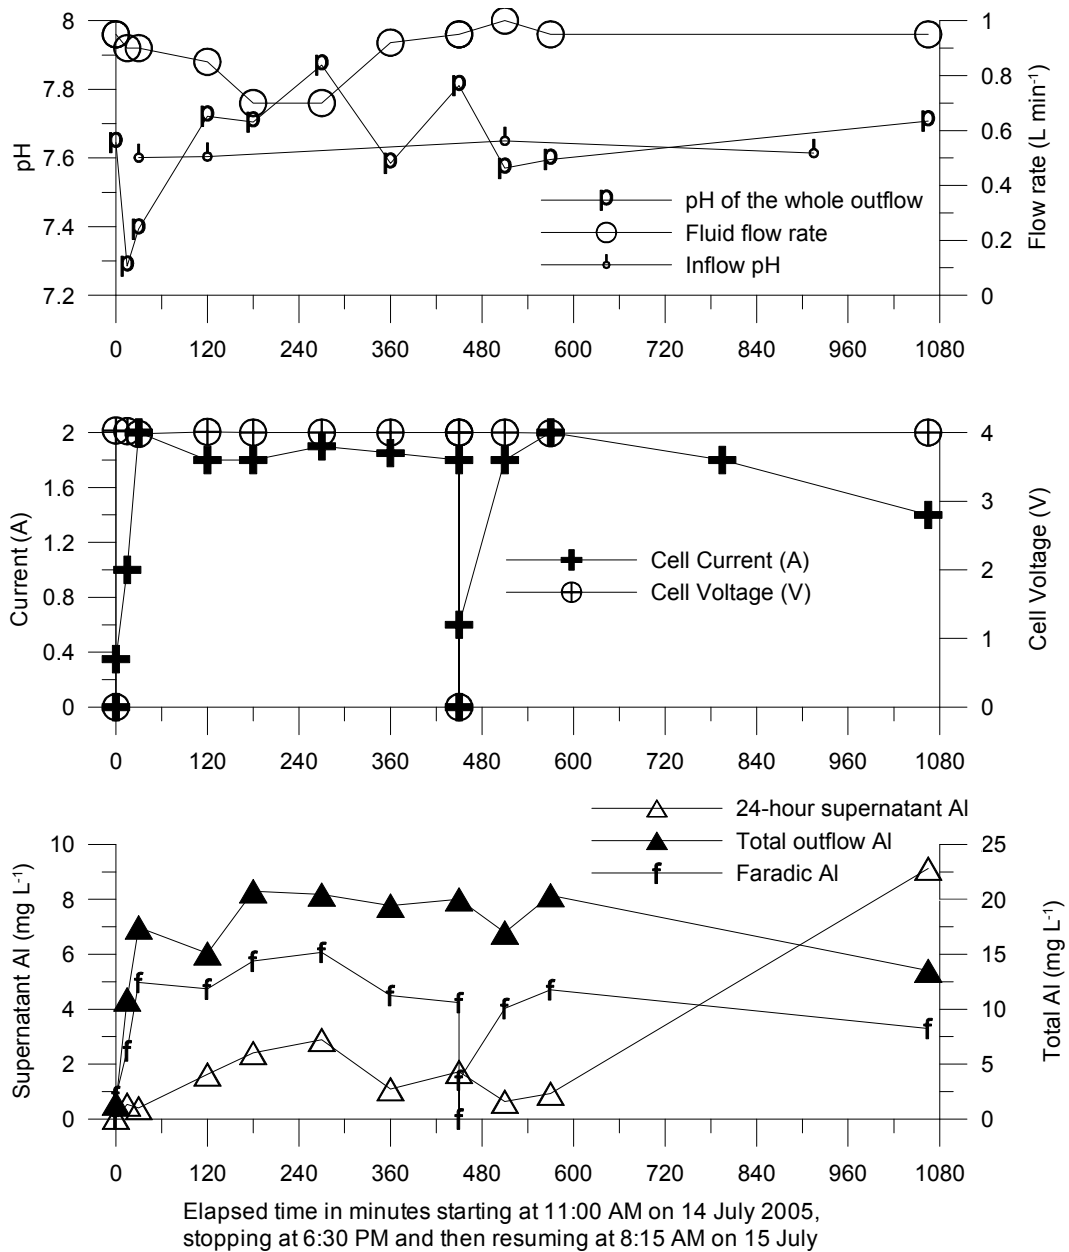 8
7.8
7.6
7.4
7.2
pH
1
0.8
0.6
0.4
0.2
0
Flow rate (L min-1)
pH of the whole outflow
Fluid flow rate
Inflow pH
0 120 240 360 480 600 720 840 960 1080
2
1.6
1.2
0.8
0.4
0
Current (A)
4
3
2
1
0
Cell Voltage (V)
Cell Current (A)
Cell Voltage (V)
0 120 240 360 480 600 720 840 960 1080
24-hour supernatant Al
Total outflow Al
Faradic Al
10
8
6
4
2
0
Supernatant Al (mg L-1)
25
20
15
10
5
0
Total Al (mg L-1)
0 120 240 360 480 600 720 840 960 1080
Elapsed time in minutes starting at 11:00 AM on 14 July 2005,
stopping at 6:30 PM and then resuming at 8:15 AM on 15 July